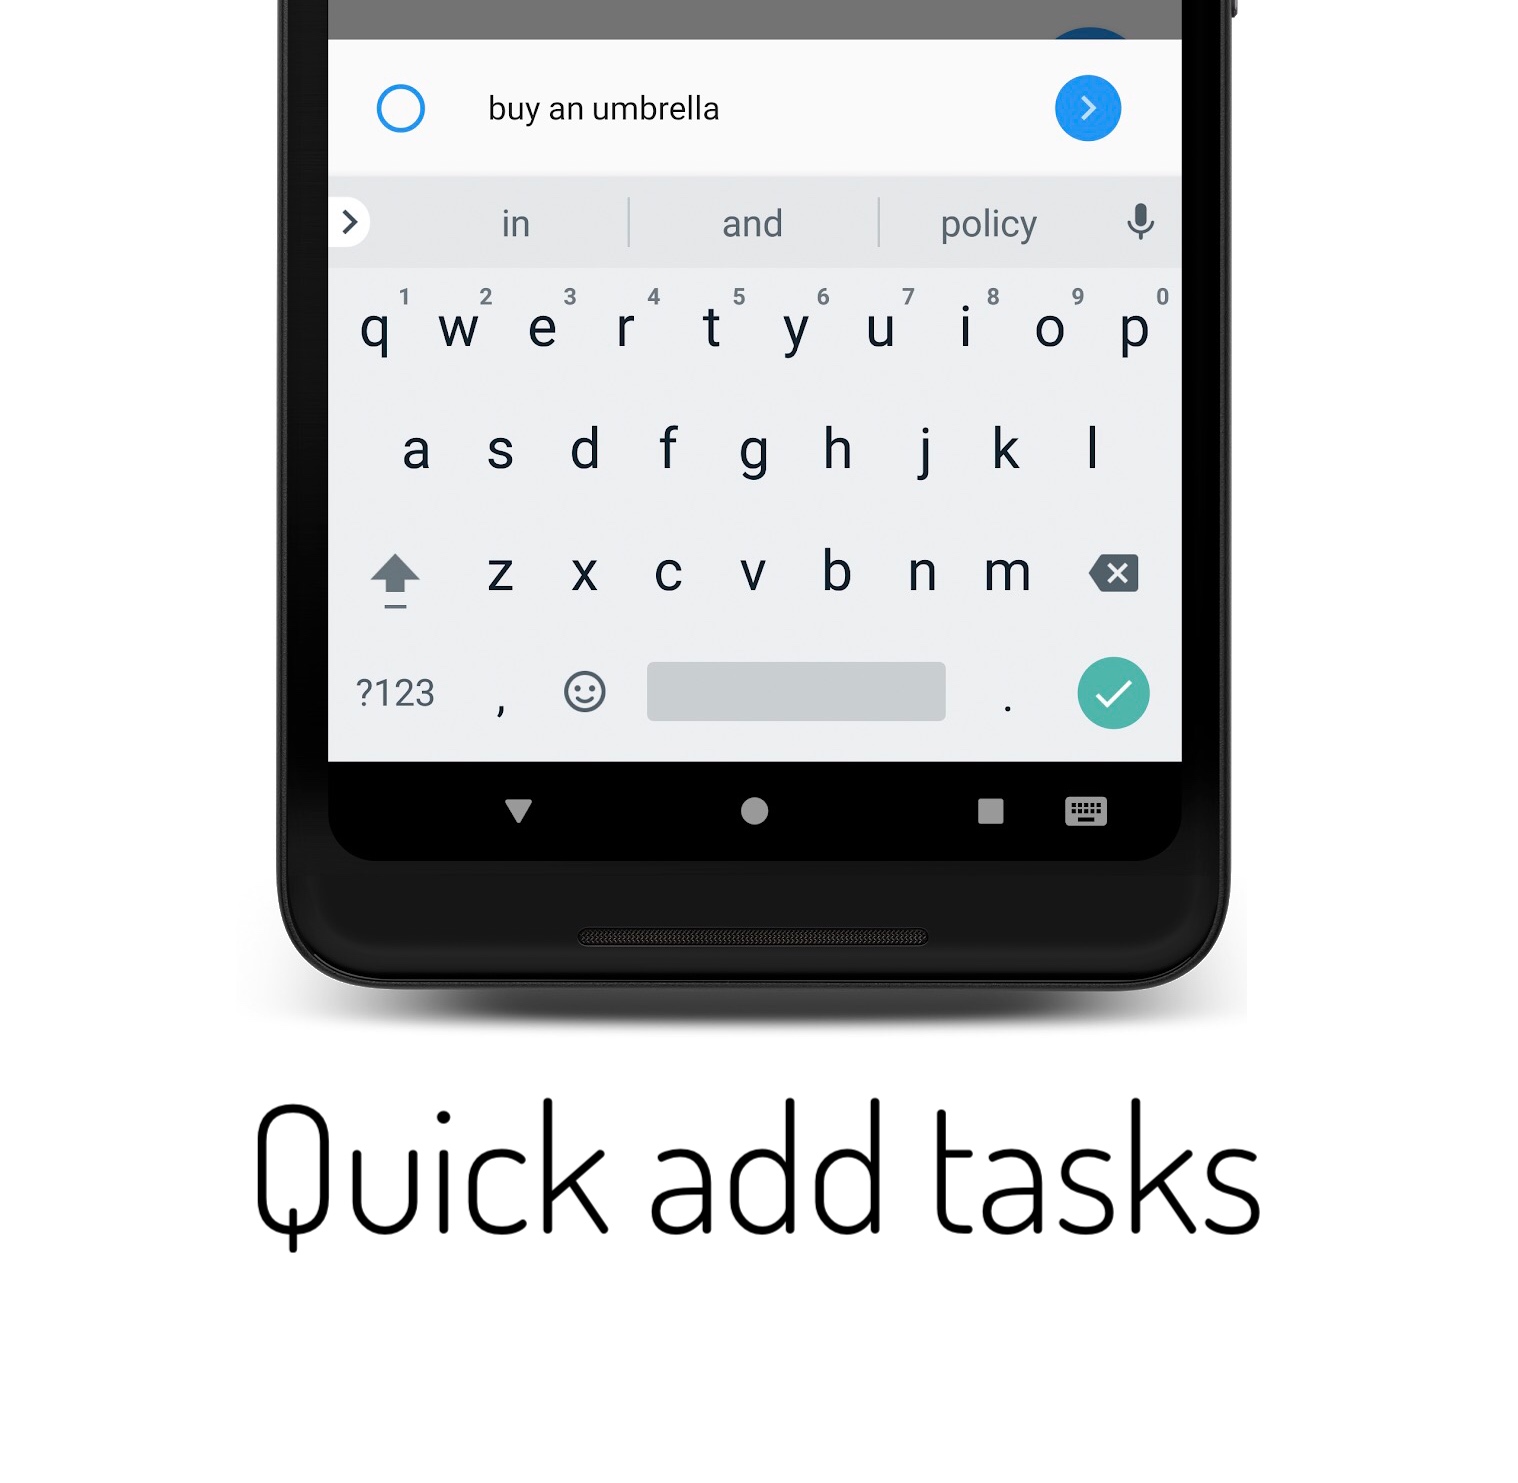 buy an umbrella
in and policy
1 2 3 4 5 6 7 8 9 0
q w e r t y u i o p
a s d f g h j k l
z x c v b n m
?123 , .
Quick add tasks